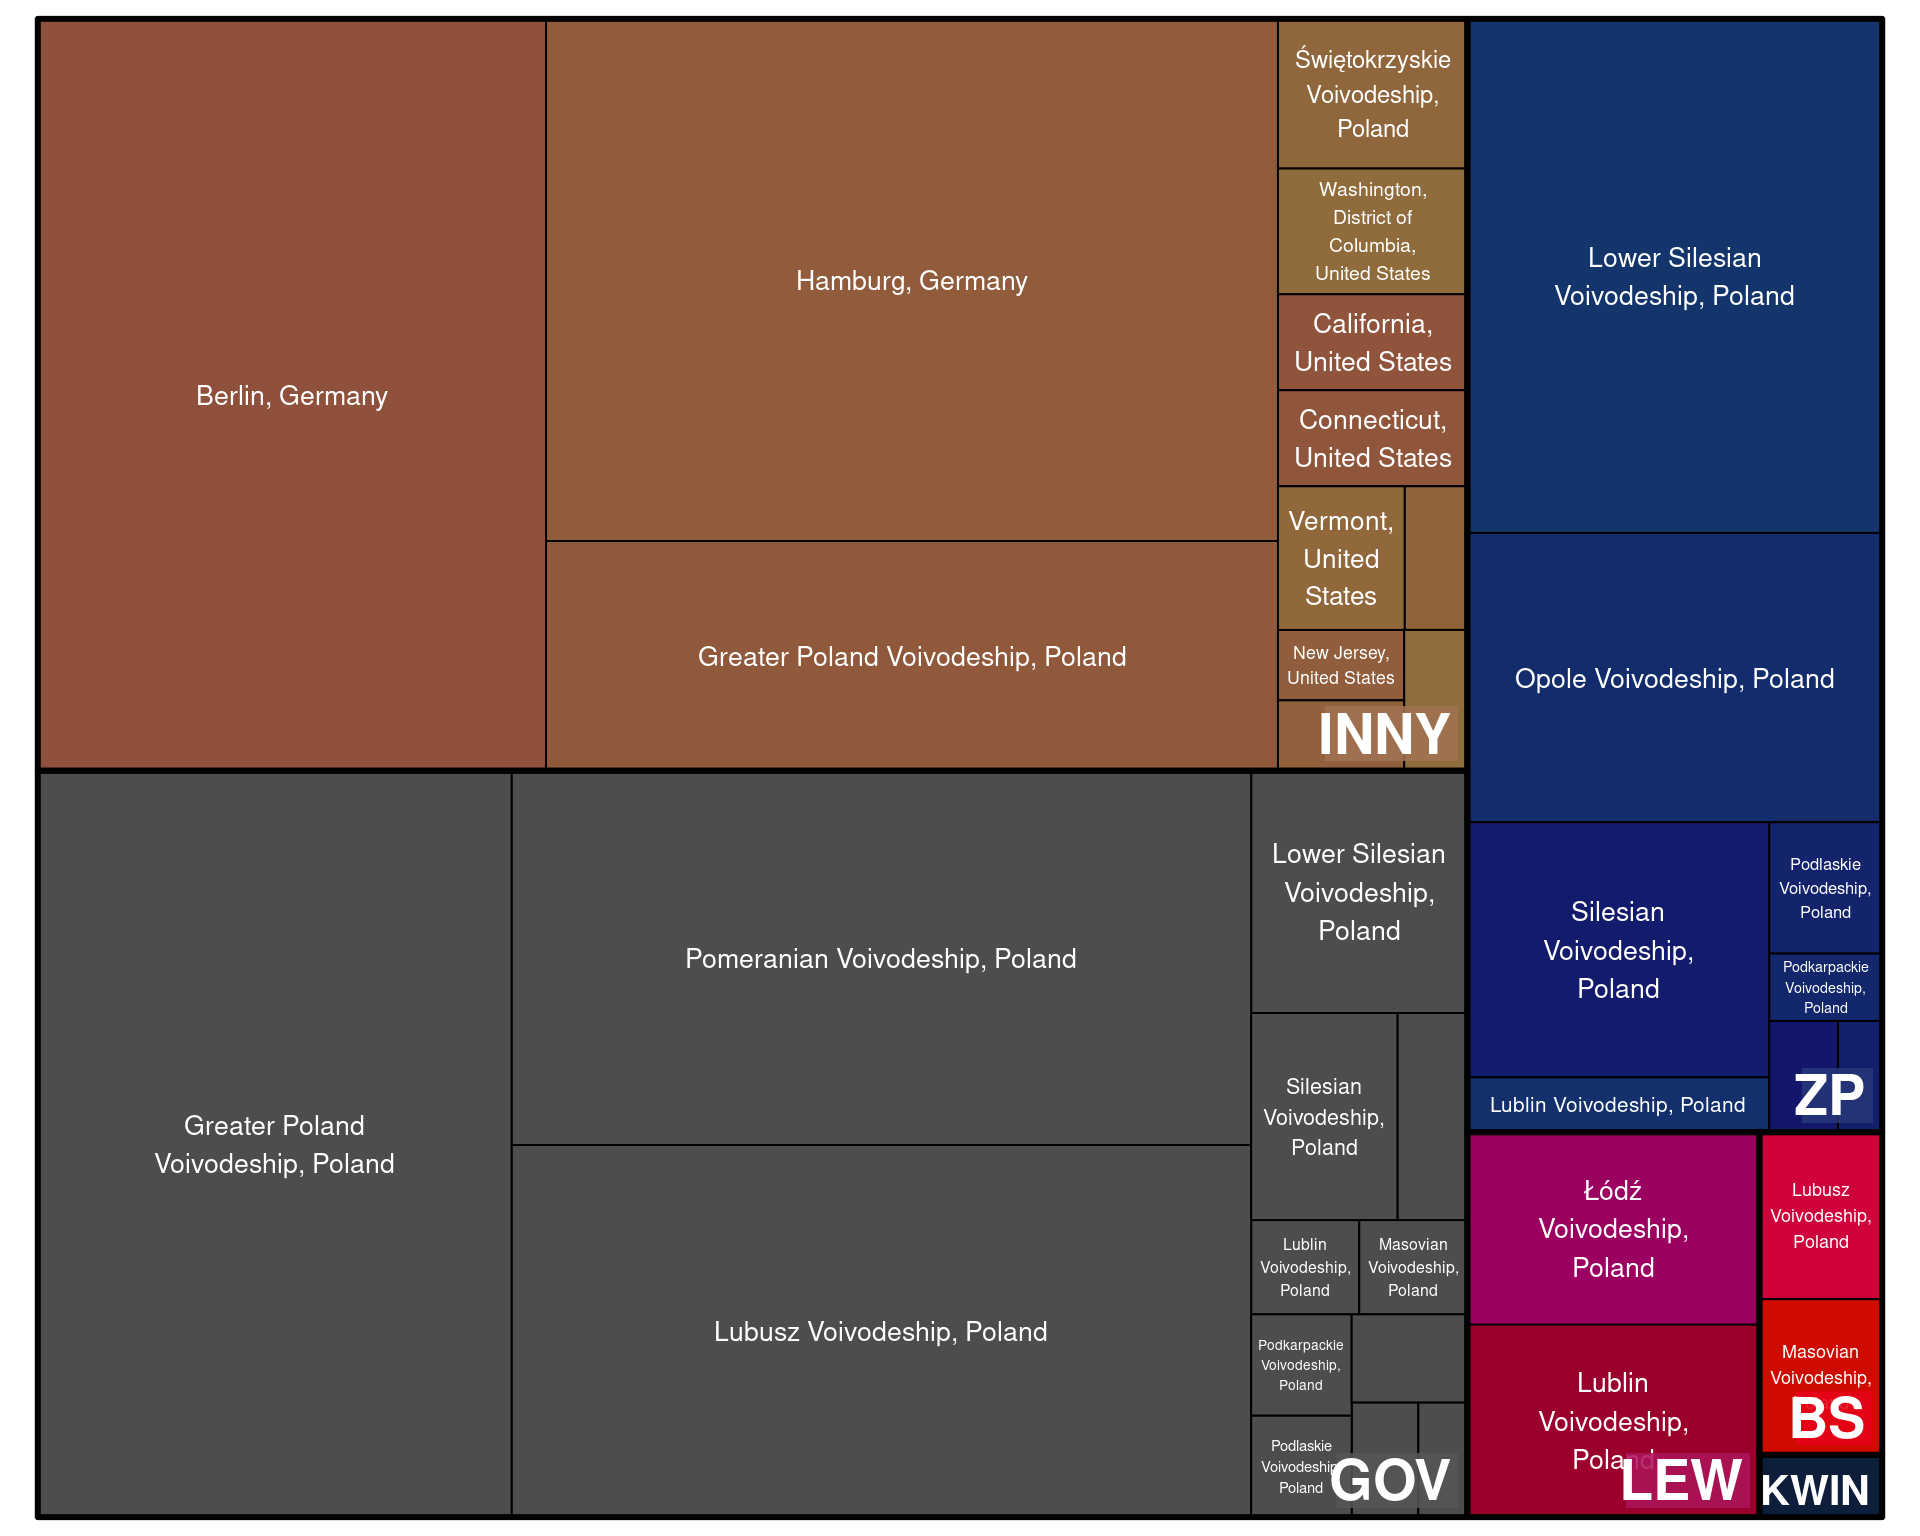 Berlin, Germany
Hamburg, Germany
Greater Poland Voivodeship, Poland
Świętokrzyskie
Voivodeship,
Poland
Washington,
District of
Columbia,
United States
California,
United States
Connecticut,
United States
Vermont,
United
States
New Jersey,
United States
INNY
Greater Poland
Voivodeship, Poland
Pomeranian Voivodeship, Poland
Lubusz Voivodeship, Poland
Lower Silesian
Voivodeship,
Poland
Silesian
Voivodeship,
Poland
Lublin
Voivodeship,
Poland
Masovian
Voivodeship,
Poland
Podkarpackie
Voivodeship,
Poland
Podlaskie
Voivodeship
Poland
GOV
Lower Silesian
Voivodeship, Poland
Opole Voivodeship, Poland
Silesian
Voivodeship,
Poland
Podlaskie
Voivodeship,
Poland
Podkarpackie
Voivodeship,
Poland
Lublin Voivodeship, Poland
ZP
Łódź
Voivodeship,
Poland
Lublin
Voivodeship,
Poland
LEW
Lubusz
Voivodeship,
Poland
Masovian
Voivodeship,
BS
KWIN